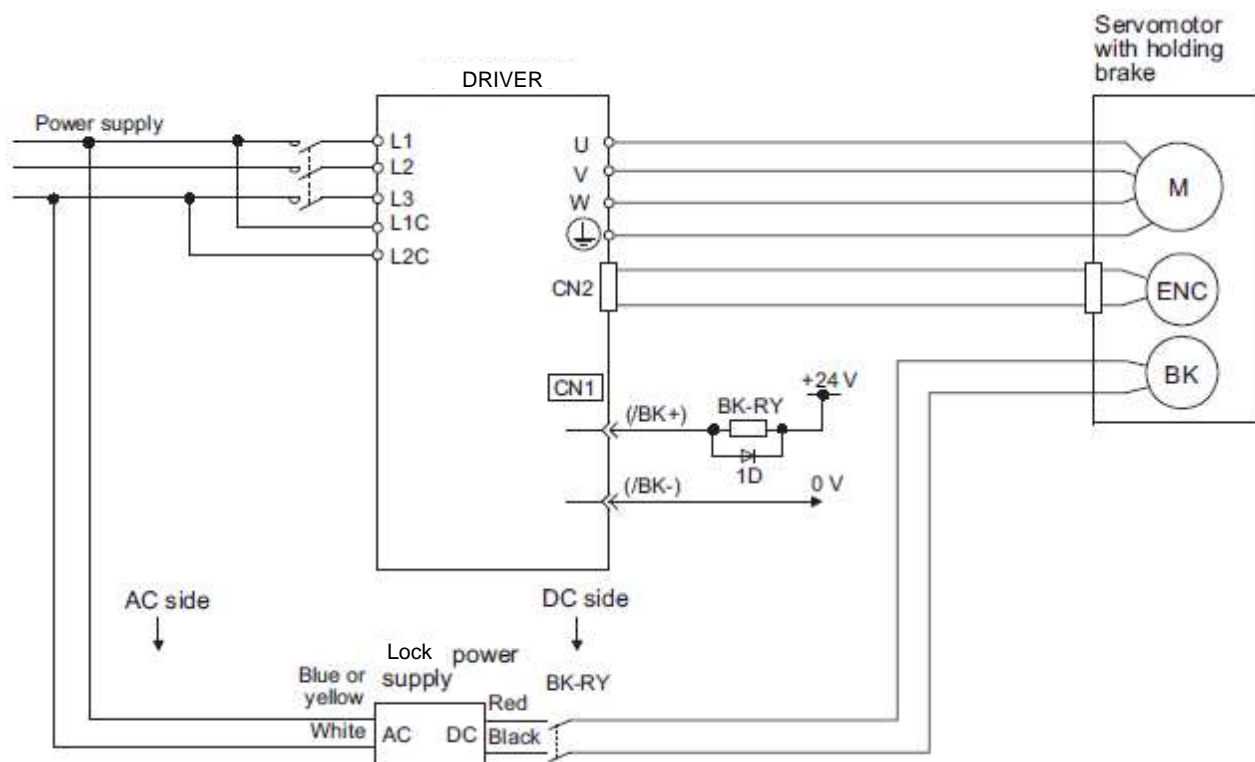 Servomotor
with holding
brake
DRIVER
Power supply
L1
L2
L3
L1C
L2C
U
V
W
CN2
CN1
M
ENC
BK
+24 V
(/BK+)
BK-RY
1D
(/BK-)
0 V
AC side
DC side
Lock power
supply
BK-RY
Blue or
yellow
White
AC
DC
Red
Black